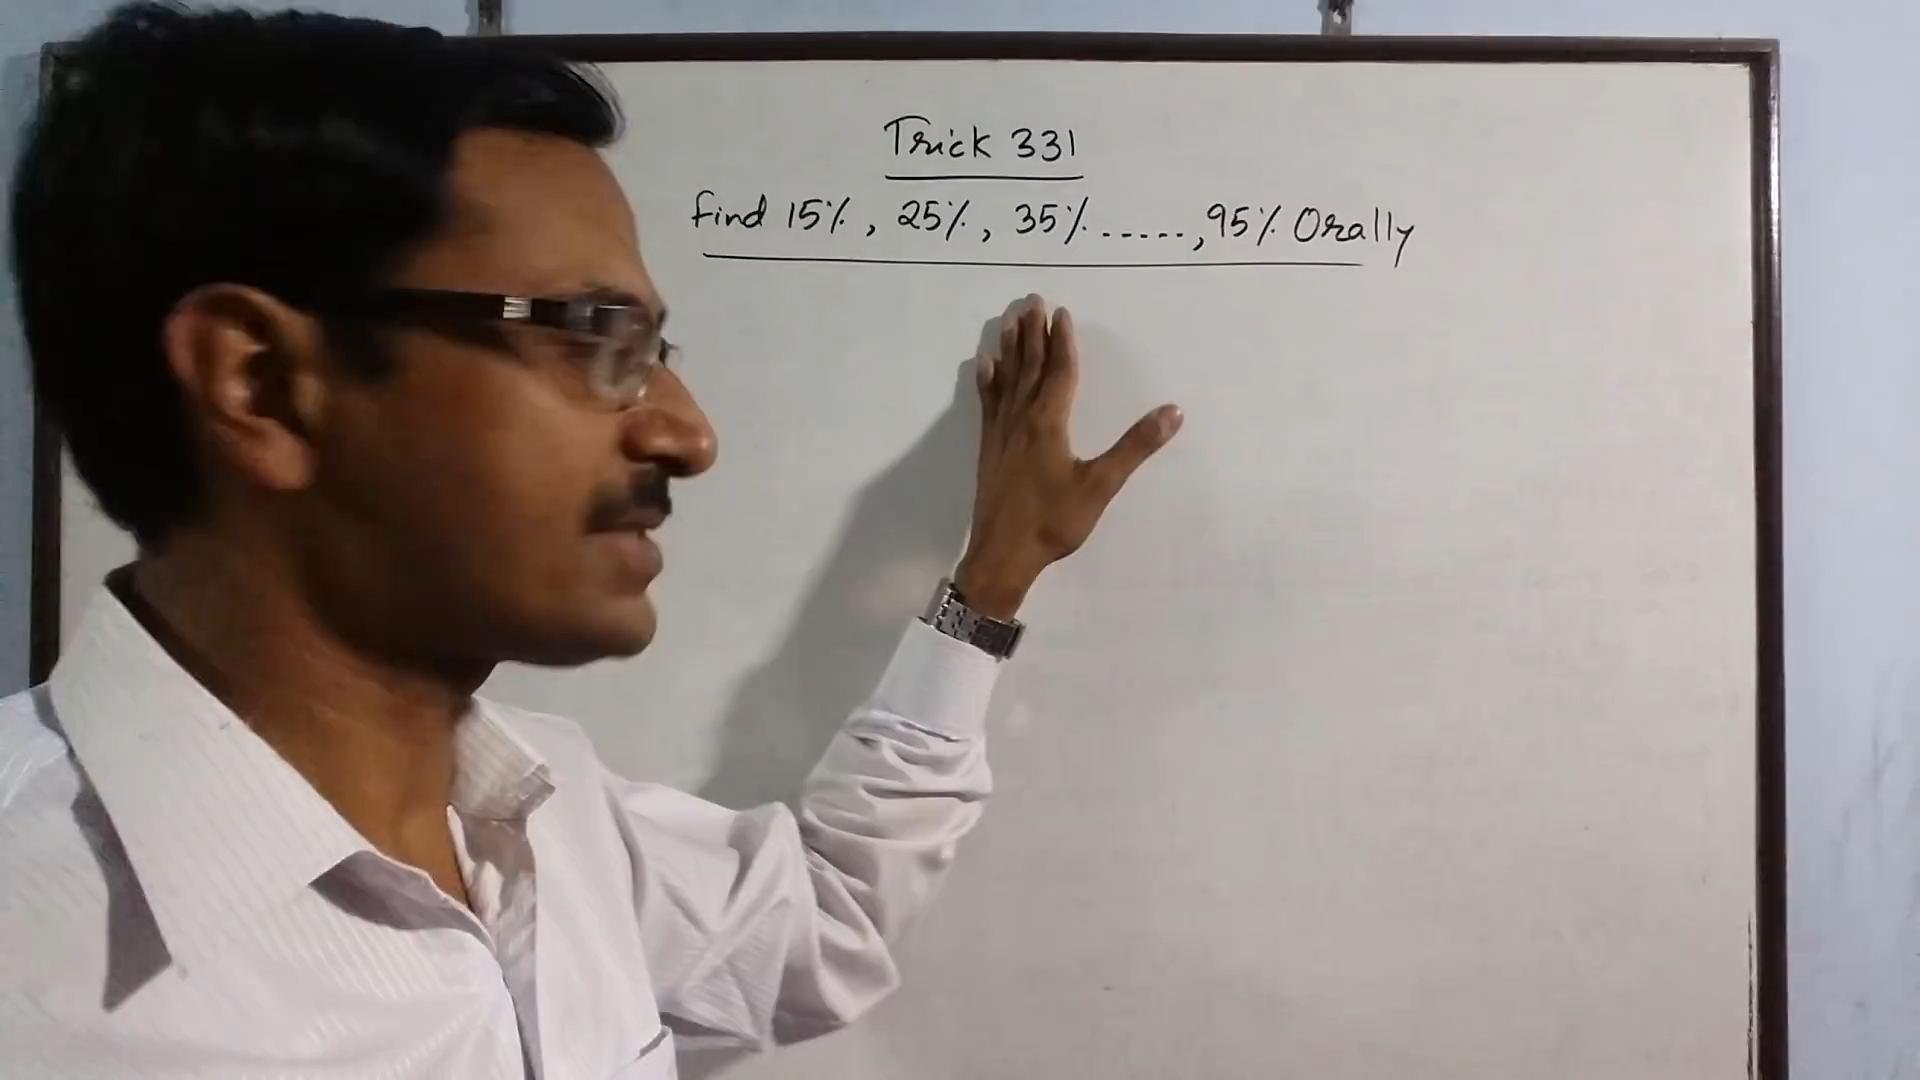 Trick 331
Find 15%, 25%, 35%......, 95% Orally